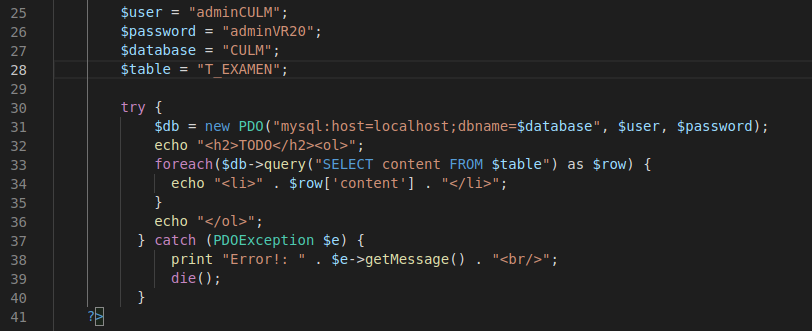 25 $user = "adminCULM";
26 $password = "adminVR20";
27 $database = "CULM";
28 $table = "T_EXAMEN";
29
30 try {
31 $db = new PDO("mysql:host=localhost;dbname=$database", $user, $password);
32 echo "<h2>TODO</h2><ol>";
33 foreach($db->query("SELECT content FROM $table") as $row) {
34 echo "<li>" . $row['content'] . "</li>";
35 }
36 echo "</ol>";
37 } catch (PDOException $e) {
38 print "Error!: " . $e->getMessage() . "<br/>";
39 die();
40 }
41 ?>